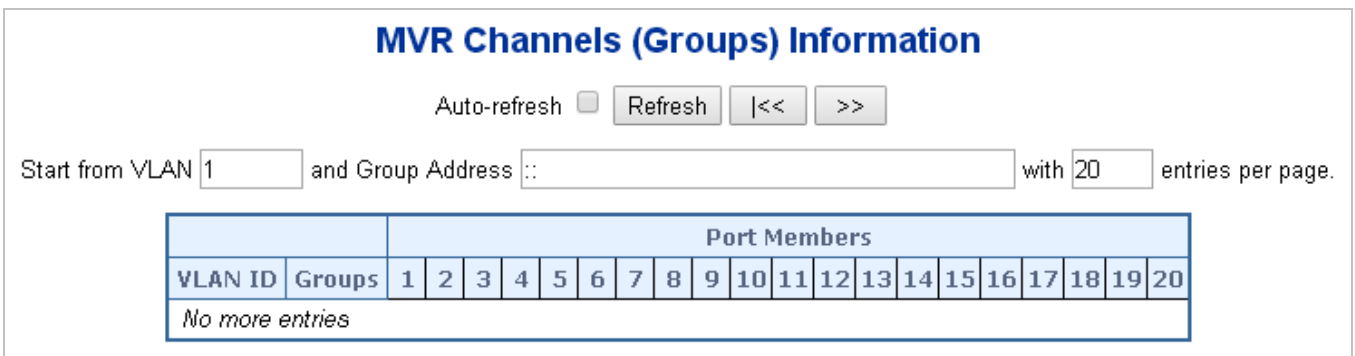 MVR Channels (Groups) Information
Auto-refresh Refresh |<< >>
Start from VLAN 1 and Group Address :: with 20 entries per page.
Port Members
VLAN ID Groups 1 2 3 4 5 6 7 8 9 10 11 12 13 14 15 16 17 18 19 20
No more entries